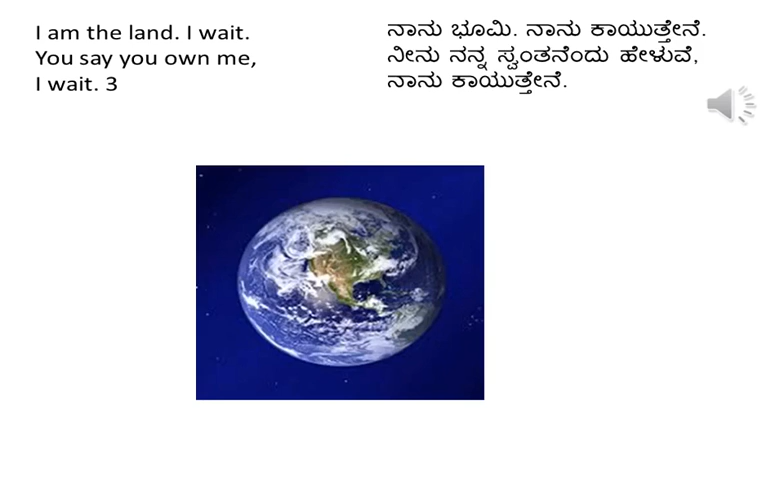 I am the land. I wait.
You say you own me,
I wait. 3
ನಾನು ಭೂಮಿ. ನಾನು ಕಾಯುತ್ತೇನೆ.
ನೀನು ನನ್ನ ಸ್ವಂತನೆಂದು ಹೇಳುವೆ,
ನಾನು ಕಾಯುತ್ತೇನೆ.